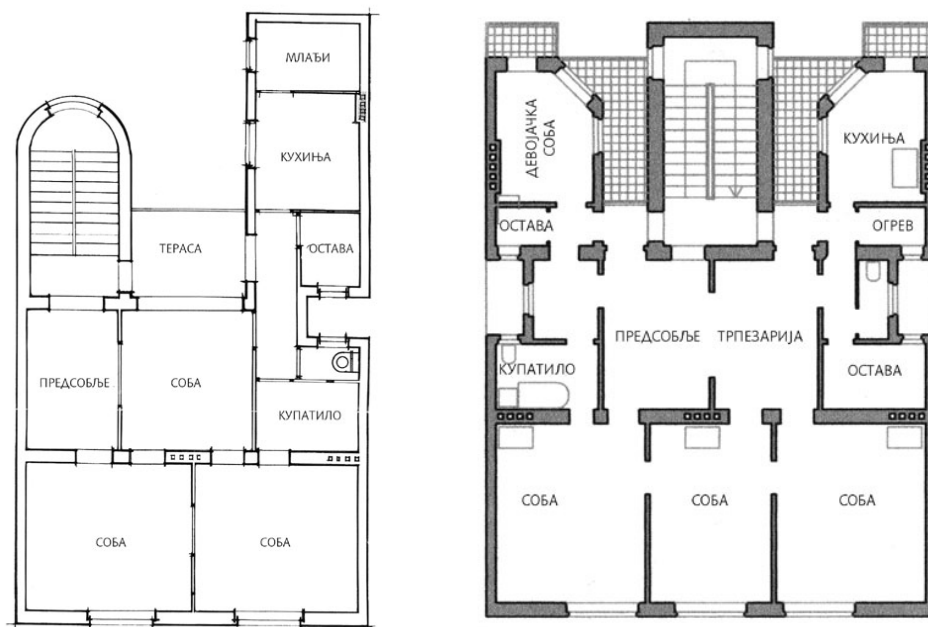 МЛАЂИ
КУХИЊА
ТЕРАСА
ОСТАВА
ПРЕДСОБЉЕ
СОБА
КУПАТИЛО
СОБА
СОБА
ДЕВОЈАЧКА
СОБА
КУХИЊА
ОСТАВА
ОГРЕВ
ПРЕДСОБЉЕ
ТРПЕЗАРИЈА
КУПАТИЛО
ОСТАВА
СОБА
СОБА
СОБА